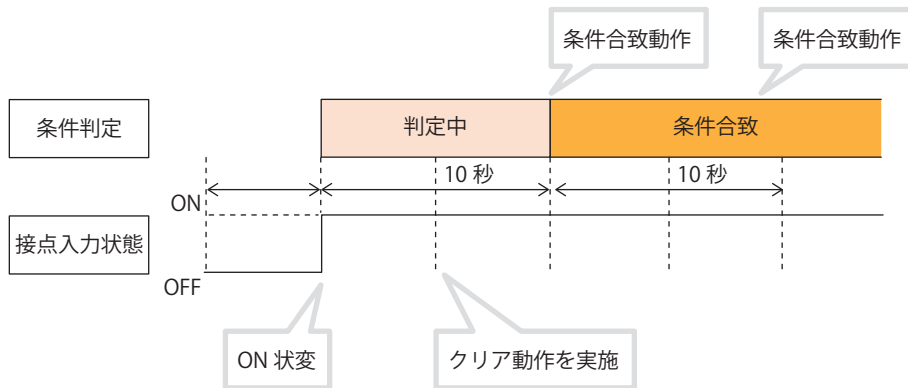 条件合致動作
条件合致動作
条件判定
判定中
条件合致
10 秒
10 秒
ON
接点入力状態
OFF
ON 状変
クリア動作を実施